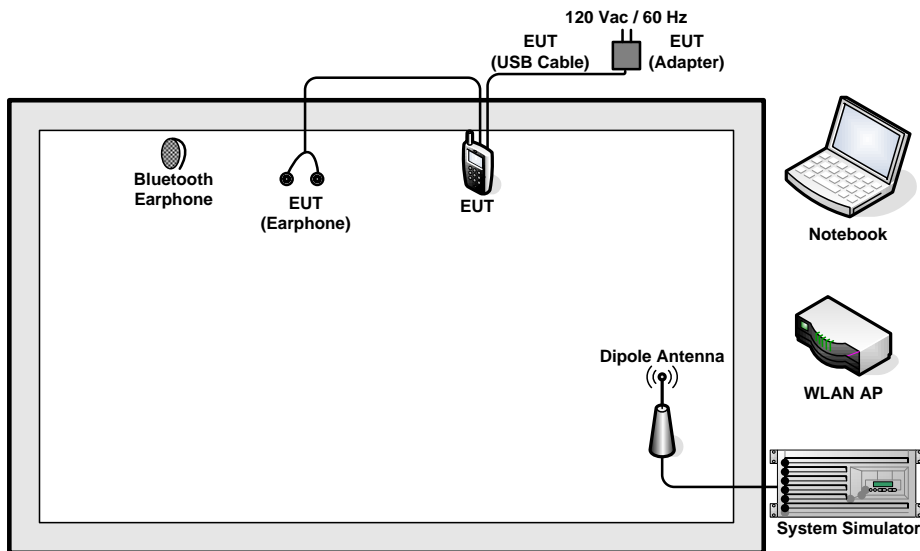 120 Vac / 60 Hz
EUT
(USB Cable)
EUT
(Adapter)
Bluetooth
Earphone
EUT
(Earphone)
EUT
Notebook
Dipole Antenna
WLAN AP
System Simulator